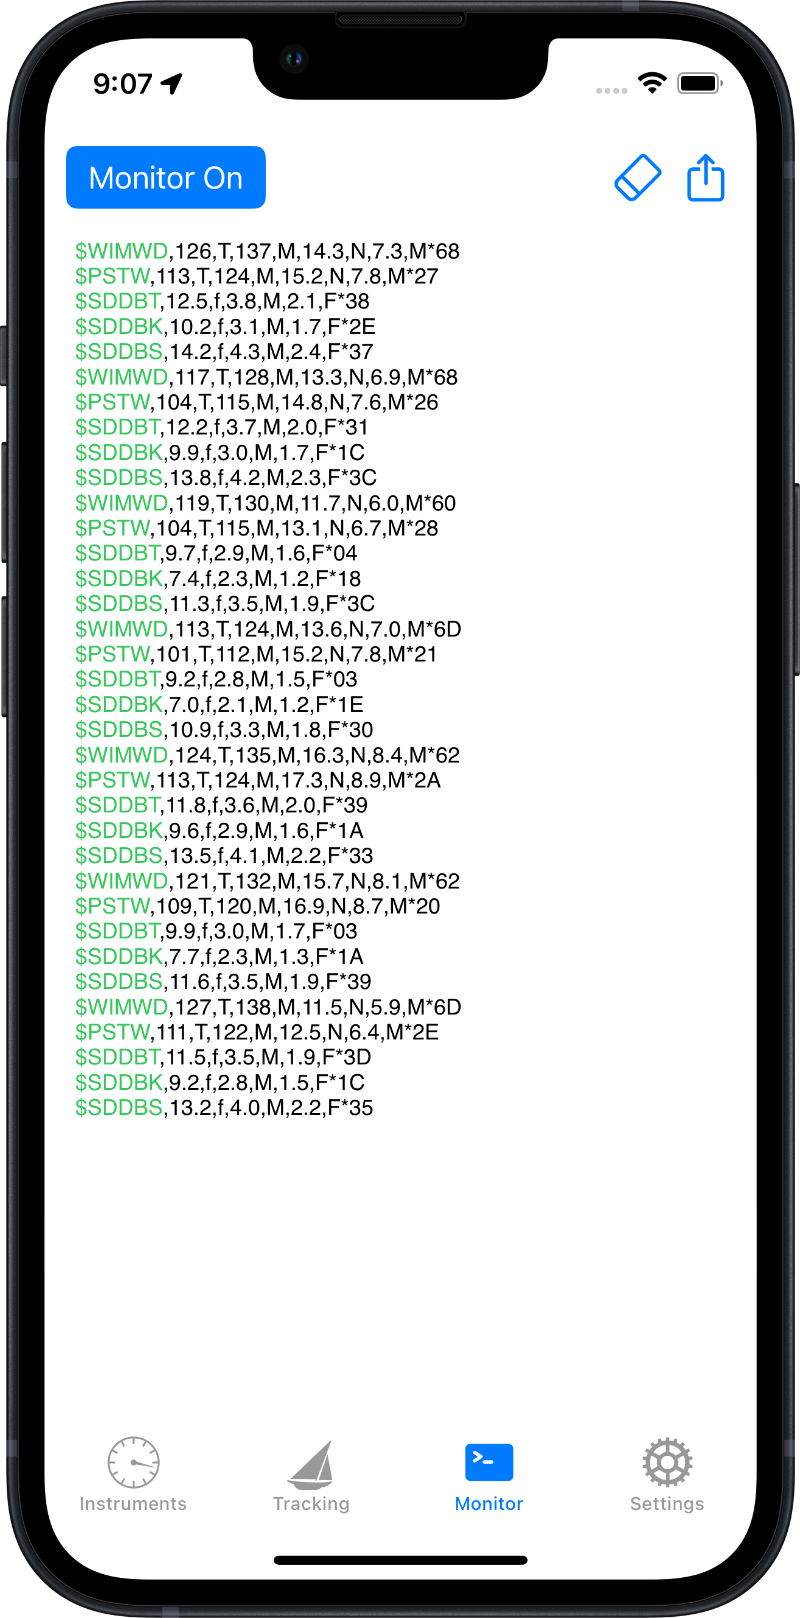 9:07
Monitor On
$WIMWD,126,T,137,M,14.3,N,7.3,M*68
$PSTW,113,T,124,M,15.2,N,7.8,M*27
$SDDBT,12.5,f,3.8,M,2.1,F*38
$SDDBK,10.2,f,3.1,M,1.7,F*2E
$SDDBS,14.2,f,4.3,M,2.4,F*37
$WIMWD,117,T,128,M,13.3,N,6.9,M*68
$PSTW,104,T,115,M,14.8,N,7.6,M*26
$SDDBT,12.2,f,3.7,M,2.0,F*31
$SDDBK,9.9,f,3.0,M,1.7,F*1C
$SDDBS,13.8,f,4.2,M,2.3,F*3C
$WIMWD,119,T,130,M,11.7,N,6.0,M*60
$PSTW,104,T,115,M,13.1,N,6.7,M*28
$SDDBT,9.7,f,2.9,M,1.6,F*04
$SDDBK,7.4,f,2.3,M,1.2,F*18
$SDDBS,11.3,f,3.5,M,1.9,F*3C
$WIMWD,113,T,124,M,13.6,N,7.0,M*6D
$PSTW,101,T,112,M,15.2,N,7.8,M*21
$SDDBT,9.2,f,2.8,M,1.5,F*03
$SDDBK,7.0,f,2.1,M,1.2,F*1E
$SDDBS,10.9,f,3.3,M,1.8,F*30
$WIMWD,124,T,135,M,16.3,N,8.4,M*62
$PSTW,113,T,124,M,17.3,N,8.9,M*2A
$SDDBT,11.8,f,3.6,M,2.0,F*39
$SDDBK,9.6,f,2.9,M,1.6,F*1A
$SDDBS,13.5,f,4.1,M,2.2,F*33
$WIMWD,121,T,132,M,15.7,N,8.1,M*62
$PSTW,109,T,120,M,16.9,N,8.7,M*20
$SDDBT,9.9,f,3.0,M,1.7,F*03
$SDDBK,7.7,f,2.3,M,1.3,F*1A
$SDDBS,11.6,f,3.5,M,1.9,F*39
$WIMWD,127,T,138,M,11.5,N,5.9,M*6D
$PSTW,111,T,122,M,12.5,N,6.4,M*2E
$SDDBT,11.5,f,3.5,M,1.9,F*3D
$SDDBK,9.2,f,2.8,M,1.5,F*1C
$SDDBS,13.2,f,4.0,M,2.2,F*35
Instruments
Tracking
Monitor
Settings